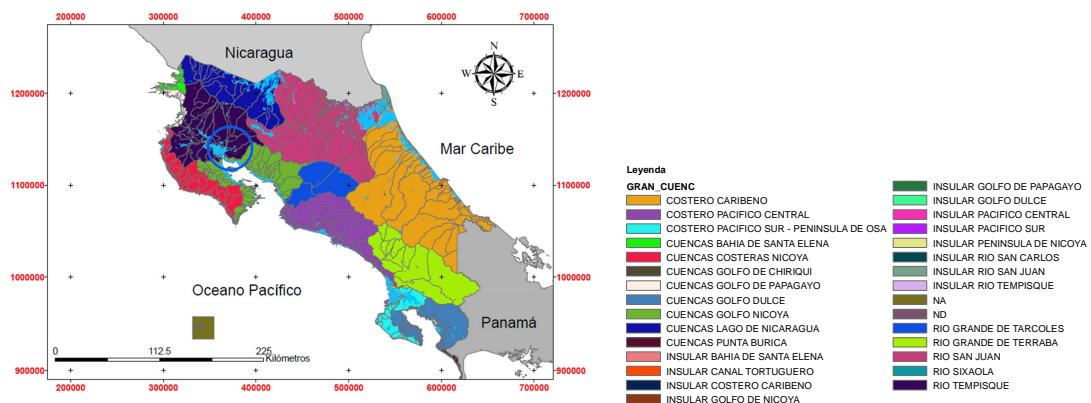 200000 300000 400000 500000 600000 700000
Nicaragua
N
W E
S
1200000 1200000
Mar Caribe
1100000 1100000
1000000 1000000
Oceano Pacífico
Panamá
0 112.5 225
Kilómetros
900000 900000
200000 300000 400000 500000 600000 700000
Leyenda
GRAN_CUENC
COSTERO CARIBENO
COSTERO PACIFICO CENTRAL
COSTERO PACIFICO SUR - PENINSULA DE OSA
CUENCAS BAHIA DE SANTA ELENA
CUENCAS COSTERAS NICOYA
CUENCAS GOLFO DE CHIRIQUI
CUENCAS GOLFO DE PAPAGAYO
CUENCAS GOLFO DULCE
CUENCAS GOLFO NICOYA
CUENCAS LAGO DE NICARAGUA
CUENCAS PUNTA BURICA
INSULAR BAHIA DE SANTA ELENA
INSULAR CANAL TORTUGUERO
INSULAR COSTERO CARIBENO
INSULAR GOLFO DE NICOYA
INSULAR GOLFO DE PAPAGAYO
INSULAR GOLFO DULCE
INSULAR PACIFICO CENTRAL
INSULAR PACIFICO SUR
INSULAR PENINSULA DE NICOYA
INSULAR RIO SAN CARLOS
INSULAR RIO SAN JUAN
INSULAR RIO TEMPISQUE
NA
ND
RIO GRANDE DE TARCOLES
RIO GRANDE DE TERRABA
RIO SAN JUAN
RIO SIXAOLA
RIO TEMPISQUE